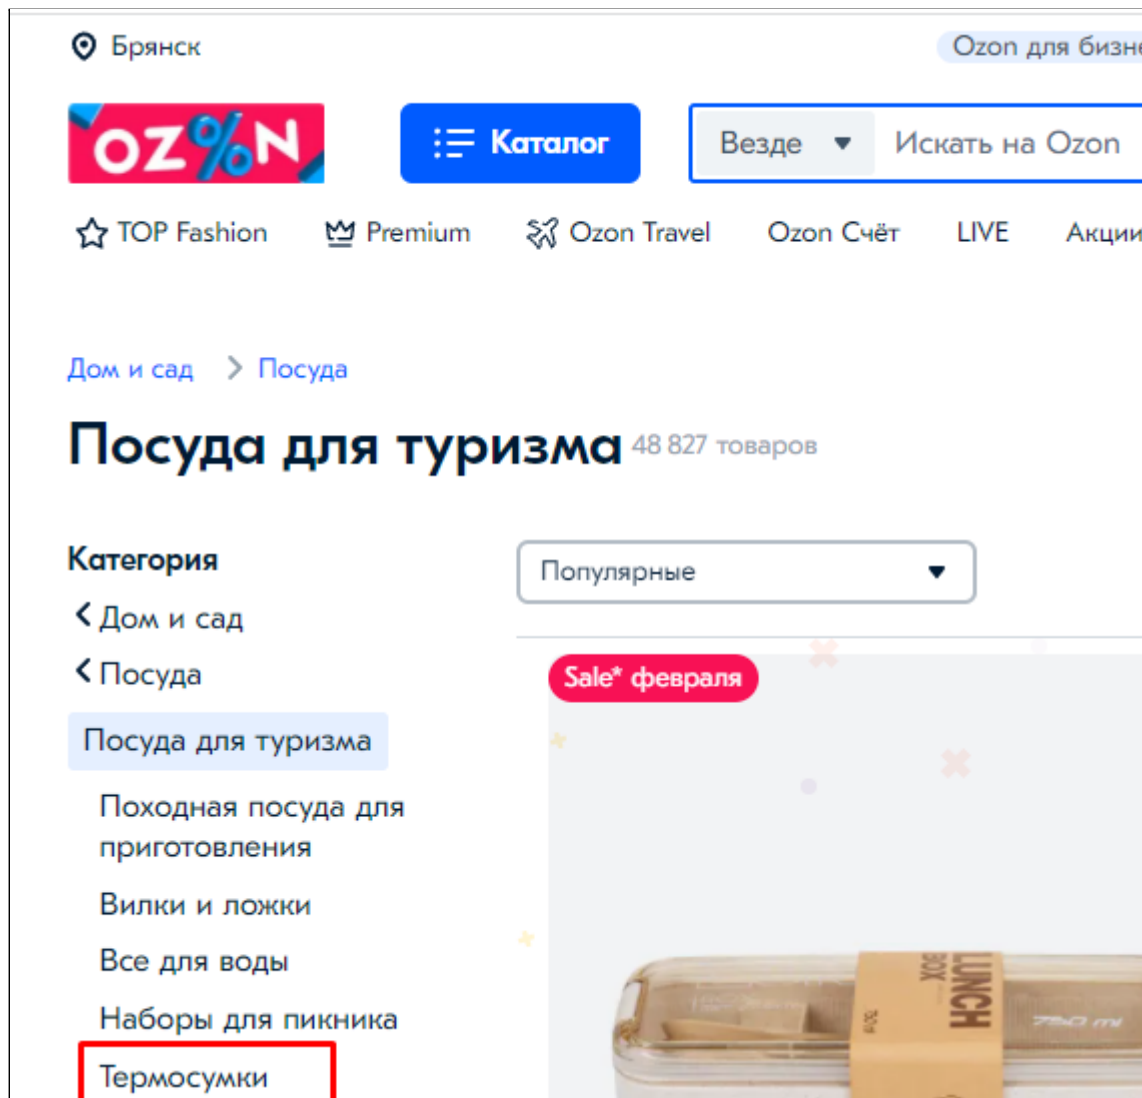 Брянск
Ozon для бизне
OZ%N
Каталог
Везде
Искать на Ozon
TOP Fashion
Premium
Ozon Travel
Ozon Счёт
LIVE
Акции
Дом и сад
Посуда
Посуда для туризма 48 827 товаров
Категория
Популярные
Дом и сад
Посуда
Sale* февраля
Посуда для туризма
Походная посуда для
приготовления
Вилки и ложки
Все для воды
Наборы для пикника
Термосумки
LUNCH
BOX
750 ml